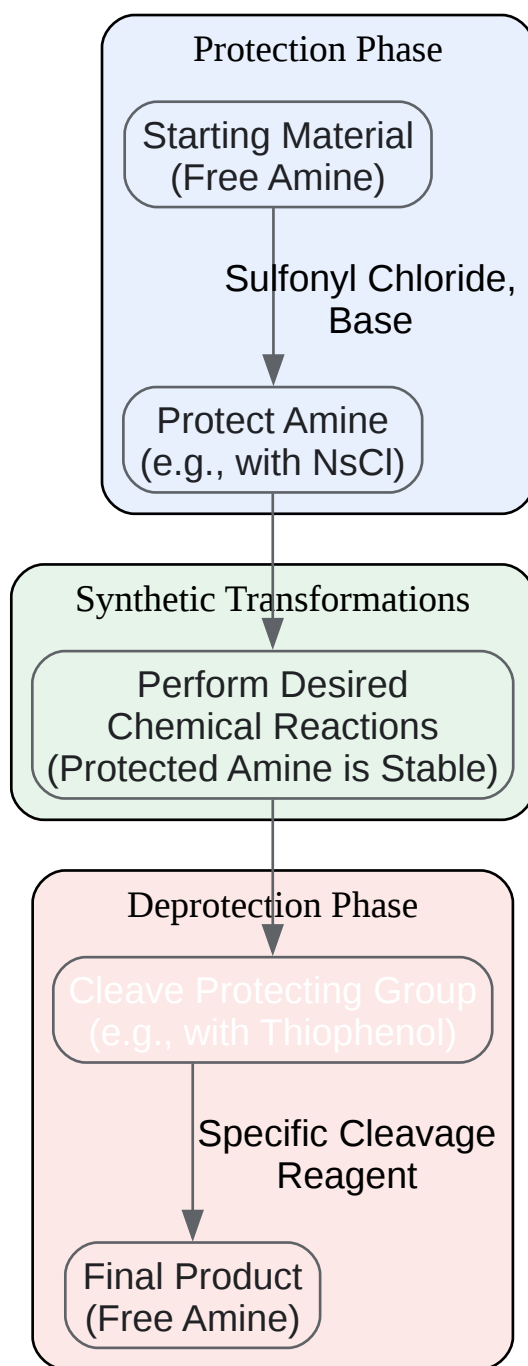 Protection Phase
Starting Material
(Free Amine)
Sulfonyl Chloride,
Base
Protect Amine
(e.g., with NsCl)
Synthetic Transformations
Perform Desired
Chemical Reactions
(Protected Amine is Stable)
Deprotection Phase
Cleave Protecting Group
(e.g., with Thiophenol)
Specific Cleavage
Reagent
Final Product
(Free Amine)